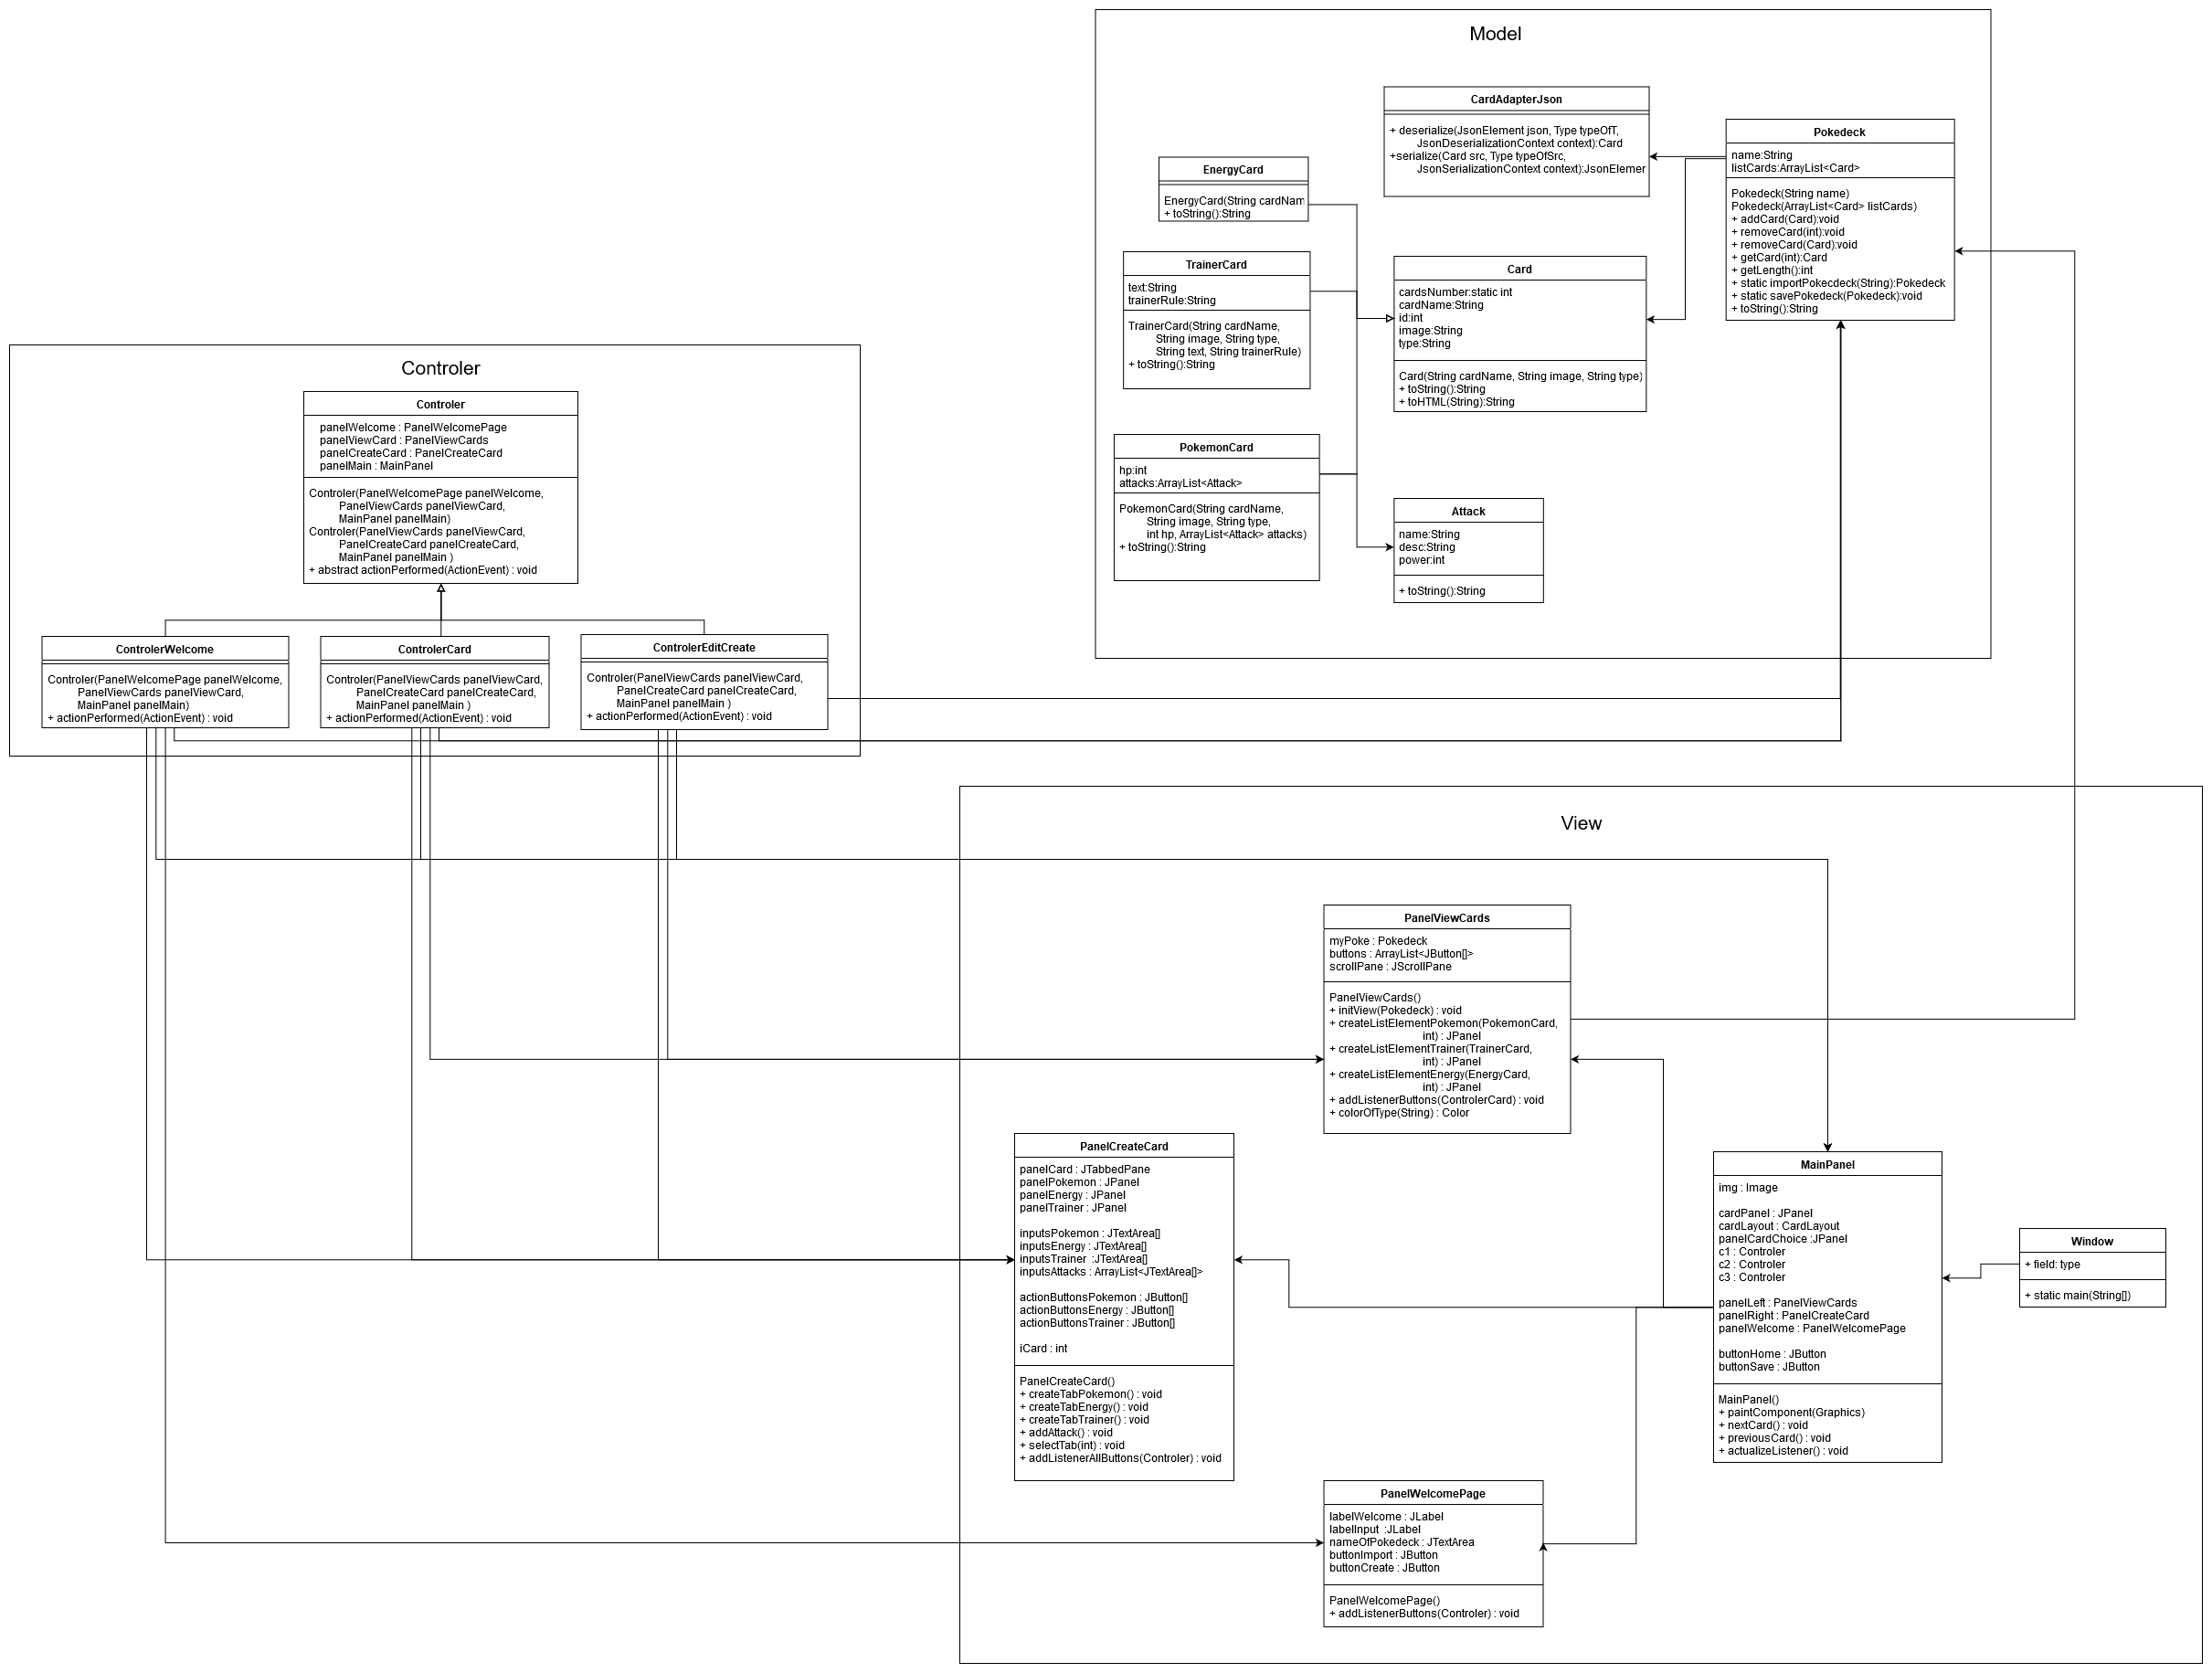 Model
CardAdapterJson
+ deserialize(JsonElement json, Type typeOfT,
JsonDeserializationContext context):Card
+serialize(Card src, Type typeOfSrc,
JsonSerializationContext context):JsonElemer
Pokedeck
name:String
listCards:ArrayList<Card>
Pokedeck(String name)
Pokedeck(ArrayList<Card> listCards)
+ addCard(Card):void
+ removeCard(int):void
+ removeCard(Card):void
+ getCard(int):Card
+ getLength():int
+ static importPokecdeck(String):Pokedeck
+ static savePokedeck(Pokedeck):void
+ toString():String
EnergyCard
EnergyCard(String cardNam
+ toString():String
TrainerCard
text:String
trainerRule:String
TrainerCard(String cardName,
String image, String type,
String text, String trainerRule)
+ toString():String
Card
cardsNumber:static int
cardName:String
id:int
image:String
type:String
Card(String cardName, String image, String type)
+ toString():String
+ toHTML(String):String
PokemonCard
hp:int
attacks:ArrayList<Attack>
PokemonCard(String cardName,
String image, String type,
int hp, ArrayList<Attack> attacks)
+ toString():String
Attack
name:String
desc:String
power:int
+ toString():String
Controler
Controler
panelWelcome : PanelWelcomePage
panelViewCard : PanelViewCards
panelCreateCard : PanelCreateCard
panelMain : MainPanel
Controler(PanelWelcomePage panelWelcome,
PanelViewCards panelViewCard,
MainPanel panelMain)
Controler(PanelViewCards panelViewCard,
PanelCreateCard panelCreateCard,
MainPanel panelMain )
+ abstract actionPerformed(ActionEvent) : void
ControlerWelcome
Controler(PanelWelcomePage panelWelcome,
PanelViewCards panelViewCard,
MainPanel panelMain)
+ actionPerformed(ActionEvent) : void
ControlerCard
Controler(PanelViewCards panelViewCard,
PanelCreateCard panelCreateCard,
MainPanel panelMain )
+ actionPerformed(ActionEvent) : void
ControlerEditCreate
Controler(PanelViewCards panelViewCard,
PanelCreateCard panelCreateCard,
MainPanel panelMain )
+ actionPerformed(ActionEvent) : void
View
PanelViewCards
myPoke : Pokedeck
buttons : ArrayList<JButton[]>
scrollPane : JScrollPane
PanelViewCards()
+ initView(Pokedeck) : void
+ createListElementPokemon(PokemonCard,
int) : JPanel
+ createListElementTrainer(TrainerCard,
int) : JPanel
+ createListElementEnergy(EnergyCard,
int) : JPanel
+ addListenerButtons(ControlerCard) : void
+ colorOfType(String) : Color
PanelCreateCard
panelCard : JTabbedPane
panelPokemon : JPanel
panelEnergy : JPanel
panelTrainer : JPanel
inputsPokemon : JTextArea[]
inputsEnergy : JTextArea[]
inputsTrainer :JTextArea[]
inputsAttacks : ArrayList<JTextArea[]>
actionButtonsPokemon : JButton[]
actionButtonsEnergy : JButton[]
actionButtonsTrainer : JButton[]
iCard : int
PanelCreateCard()
+ createTabPokemon() : void
+ createTabEnergy() : void
+ createTabTrainer() : void
+ addAttack() : void
+ selectTab(int) : void
+ addListenerAllButtons(Controler) : void
MainPanel
img : Image
cardPanel : JPanel
cardLayout : CardLayout
panelCardChoice :JPanel
c1 : Controler
c2 : Controler
c3 : Controler
panelLeft : PanelViewCards
panelRight : PanelCreateCard
panelWelcome : PanelWelcomePage
buttonHome : JButton
buttonSave : JButton
MainPanel()
+ paintComponent(Graphics)
+ nextCard() : void
+ previousCard() : void
+ actualizeListener() : void
Window
+ field: type
+ static main(String[])
PanelWelcomePage
labelWelcome : JLabel
labelInput :JLabel
nameOfPokedeck : JTextArea
buttonImport : JButton
buttonCreate : JButton
PanelWelcomePage()
+ addListenerButtons(Controler) : void